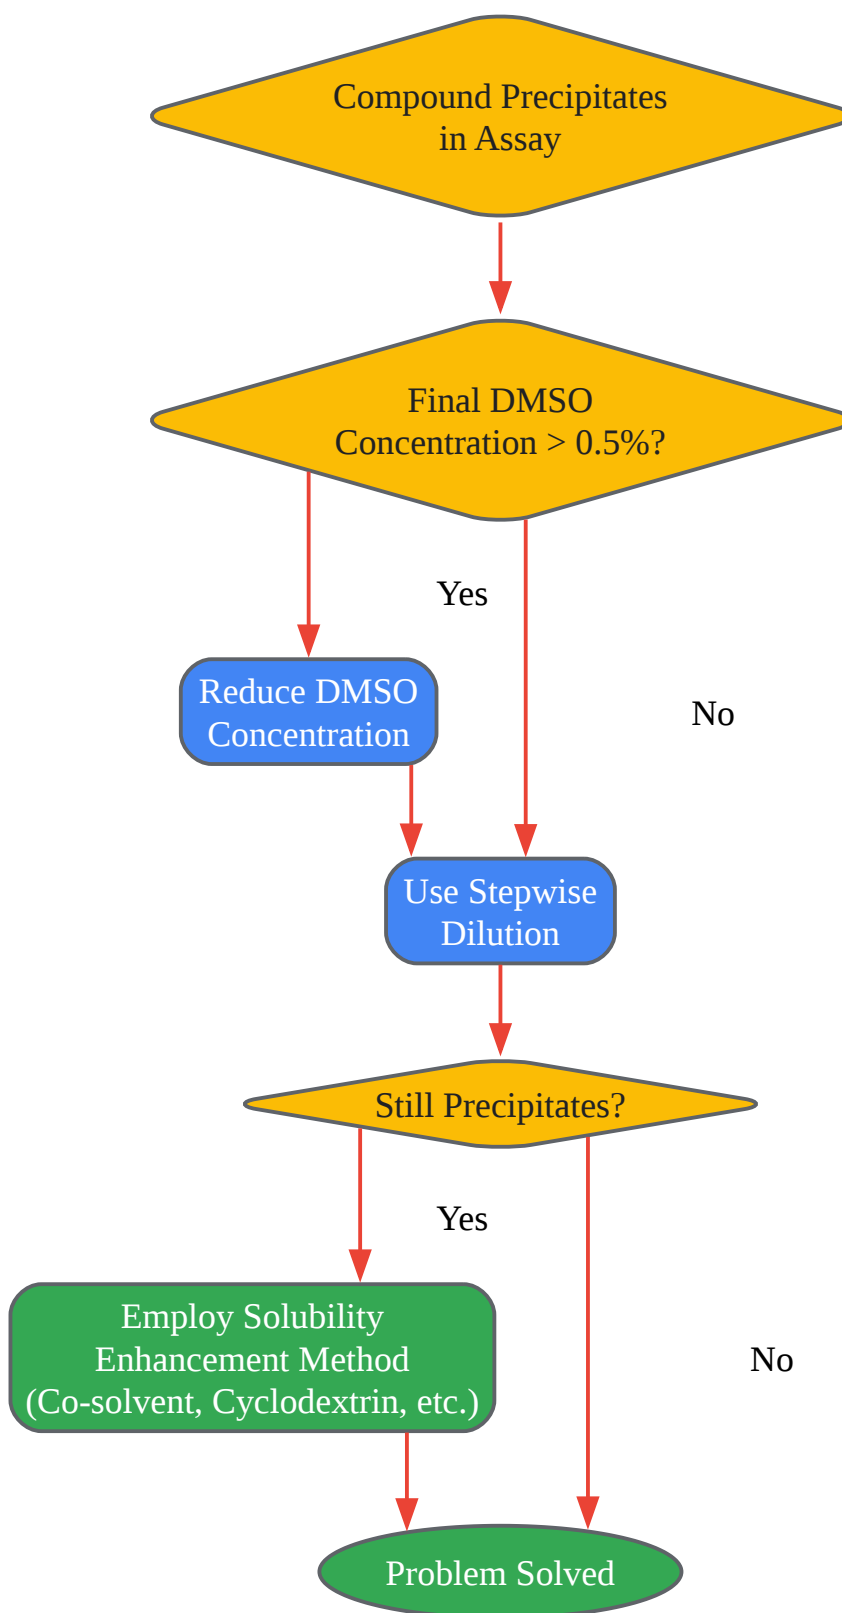 Compound Precipitates
in Assay
Final DMSO
Concentration > 0.5%?
Yes
Reduce DMSO
Concentration
No
Use Stepwise
Dilution
Still Precipitates?
Yes
Employ Solubility
Enhancement Method
(Co-solvent, Cyclodextrin, etc.)
No
Problem Solved